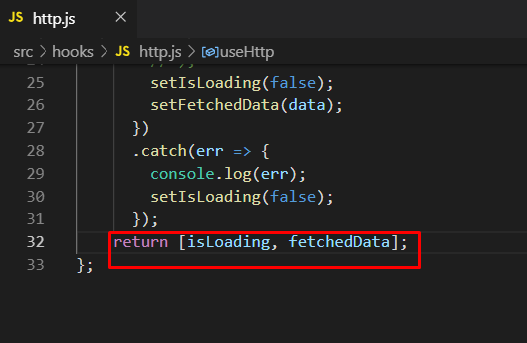 JS http.js ×
src > hooks > JS http.js > useHttp
25 setIsLoading(false);
26 setFetchedData(data);
27 })
28 .catch(err => {
29 console.log(err);
30 setIsLoading(false);
31 });
32 return [isLoading, fetchedData];
33 };